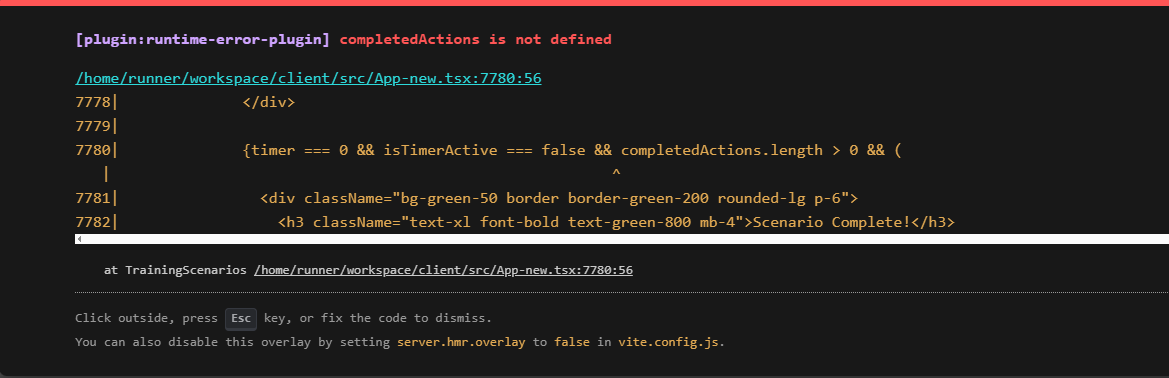 [plugin:runtime-error-plugin] completedActions is not defined
/home/runner/workspace/client/src/App-new.tsx:7780:56
7778|              </div>
7779|
7780|              {timer === 0 && isTimerActive === false && completedActions.length > 0 && (
   |                                                         ^
7781|                <div className="bg-green-50 border border-green-200 rounded-lg p-6">
7782|                  <h3 className="text-xl font-bold text-green-800 mb-4">Scenario Complete!</h3>
at TrainingScenarios /home/runner/workspace/client/src/App-new.tsx:7780:56
Click outside, press Esc key, or fix the code to dismiss.
You can also disable this overlay by setting server.hmr.overlay to false in vite.config.js.